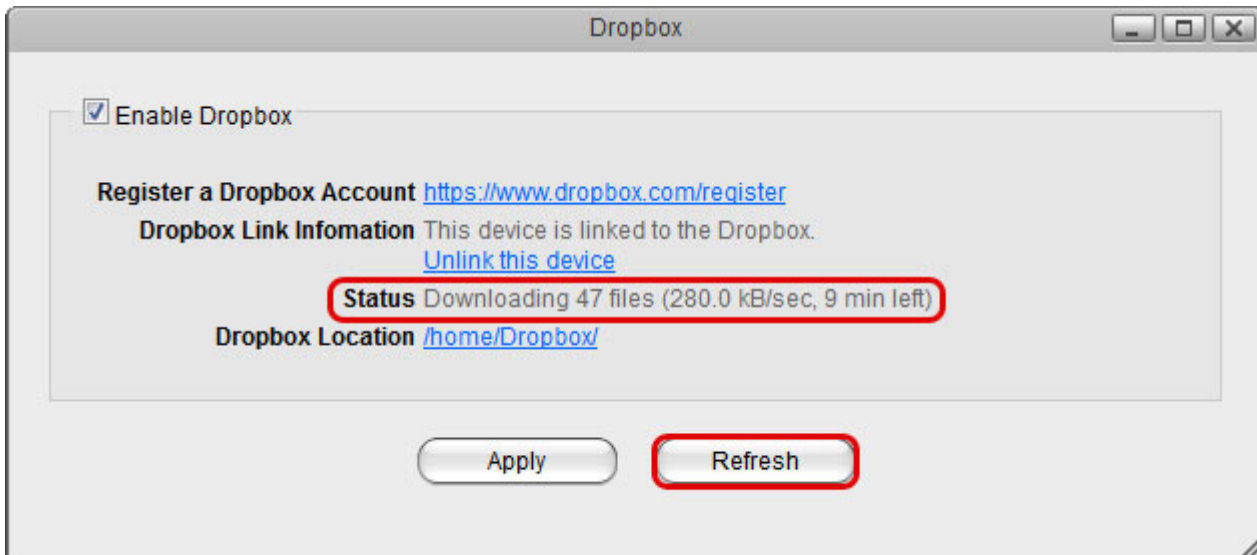 Dropbox
Enable Dropbox
Register a Dropbox Account https://www.dropbox.com/register
Dropbox Link Infomation This device is linked to the Dropbox.
Unlink this device
Status Downloading 47 files (280.0 kB/sec, 9 min left)
Dropbox Location /home/Dropbox/
Apply Refresh